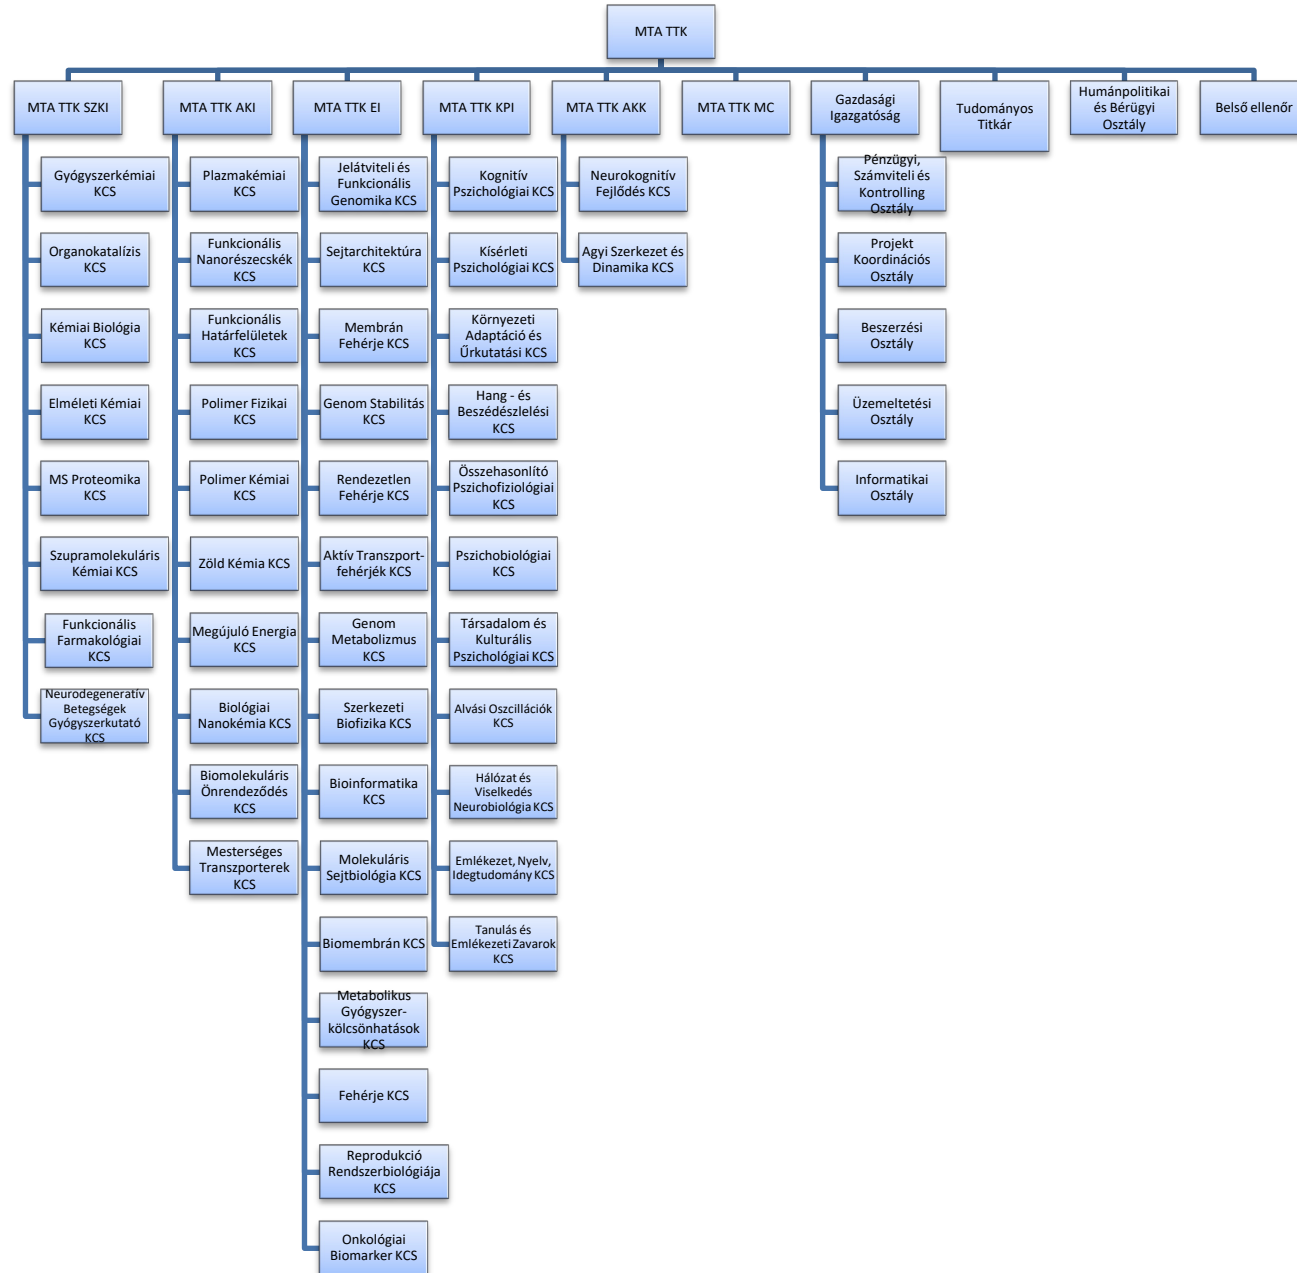 MTA TTK
MTA TTK SZKI
MTA TTK AKI
MTA TTK EI
MTA TTK KPI
MTA TTK AKK
MTA TTK MC
Gazdasági
Igazgatóság
Tudományos
Titkár
Humánpolitikai
és Bérügyi
Osztály
Belső ellenőr
Gyógyszerkémiai
KCS
Organokatalízis
KCS
Kémiai Biológia
KCS
Elméleti Kémiai
KCS
MS Proteomika
KCS
Szupramolekuláris
Kémiai KCS
Funkcionális
Farmakológiai
KCS
Neurodegeneratív
Betegségek
Gyógyszerkutató
KCS
Plazmakémiai
KCS
Funkcionális
Nanorészecskék
KCS
Funkcionális
Határfelületek
KCS
Polimer Fizikai
KCS
Polimer Kémiai
KCS
Zöld Kémia KCS
Megújuló Energia
KCS
Biológiai
Nanokémia KCS
Biomolekuláris
Önrendeződés
KCS
Mesterséges
Transzporterek
KCS
Jelátviteli és
Funkcionális
Genomika KCS
Sejtarchitektúra
KCS
Membrán
Fehérje KCS
Genom Stabilitás
KCS
Rendezetlen
Fehérje KCS
Aktív Transzport-
fehérjék KCS
Genom
Metabolizmus
KCS
Szerkezeti
Biofizika KCS
Bioinformatika
KCS
Molekuláris
Sejtbiológia KCS
Biomembrán KCS
Metabolikus
Gyógyszer-
kölcsönhatások
KCS
Fehérje KCS
Reprodukció
Rendszerbiológiája
KCS
Onkológiai
Biomarker KCS
Kognitív
Pszichológiai KCS
Kísérleti
Pszichológiai KCS
Környezeti
Adaptáció és
Űrkutatási KCS
Hang - és
Beszédészlelési
KCS
Összehasonlító
Pszichofiziológiai
KCS
Pszichobiológiai
KCS
Társadalom és
Kulturális
Pszichológiai KCS
Alvási Oszcillációk
KCS
Hálózat és
Viselkedés
Neurobiológia KCS
Emlékezet, Nyelv,
Idegtudomány KCS
Tanulás és
Emlékezeti Zavarok
KCS
Neurokognitív
Fejlődés KCS
Agyi Szerkezet és
Dinamika KCS
Pénzügyi,
Számviteli és
Kontrolling
Osztály
Projekt
Koordinációs
Osztály
Beszerzési
Osztály
Üzemeltetési
Osztály
Informatikai
Osztály